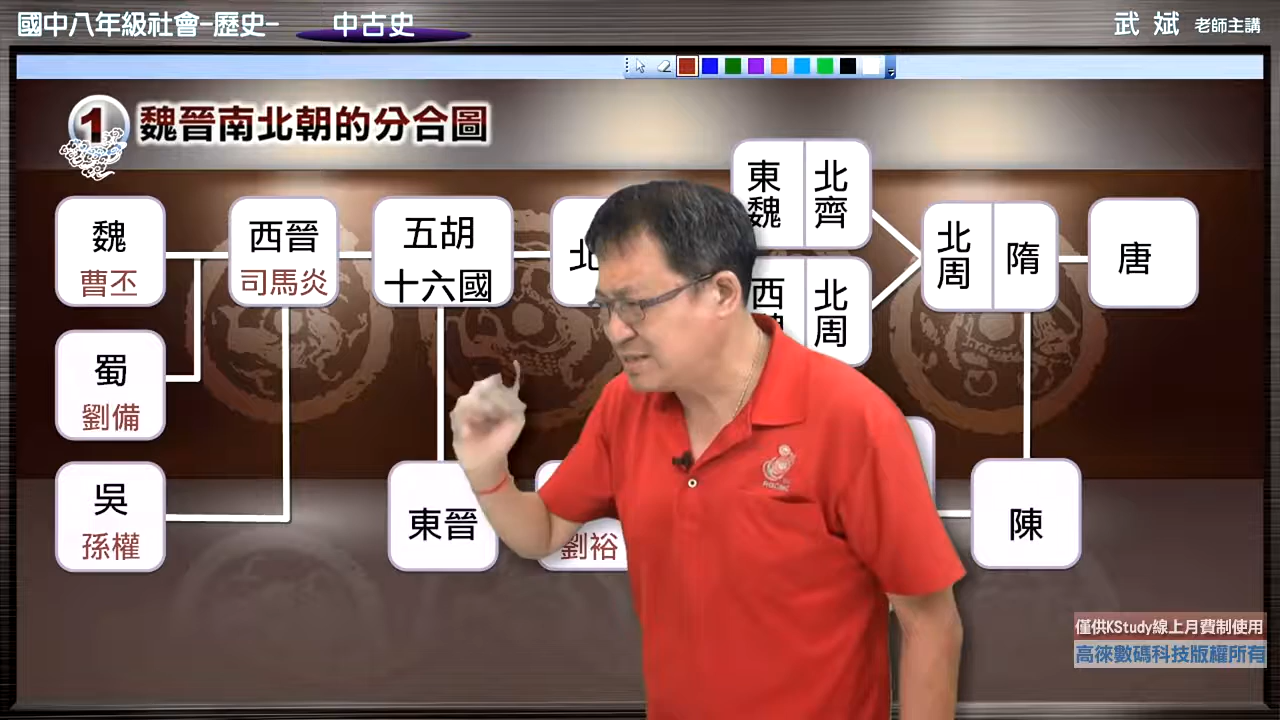 國中八年級社會-歷史-
中古史
武斌 老師主講
1 魏晉南北朝的分合圖
魏
曹丕
蜀
劉備
吳
孫權
西晉
司馬炎
五胡
十六國
東晉
劉裕
東魏
北齊
北周
北周
隋
唐
陳
僅供KStudy線上月費制使用
高徠數碼科技版權所有